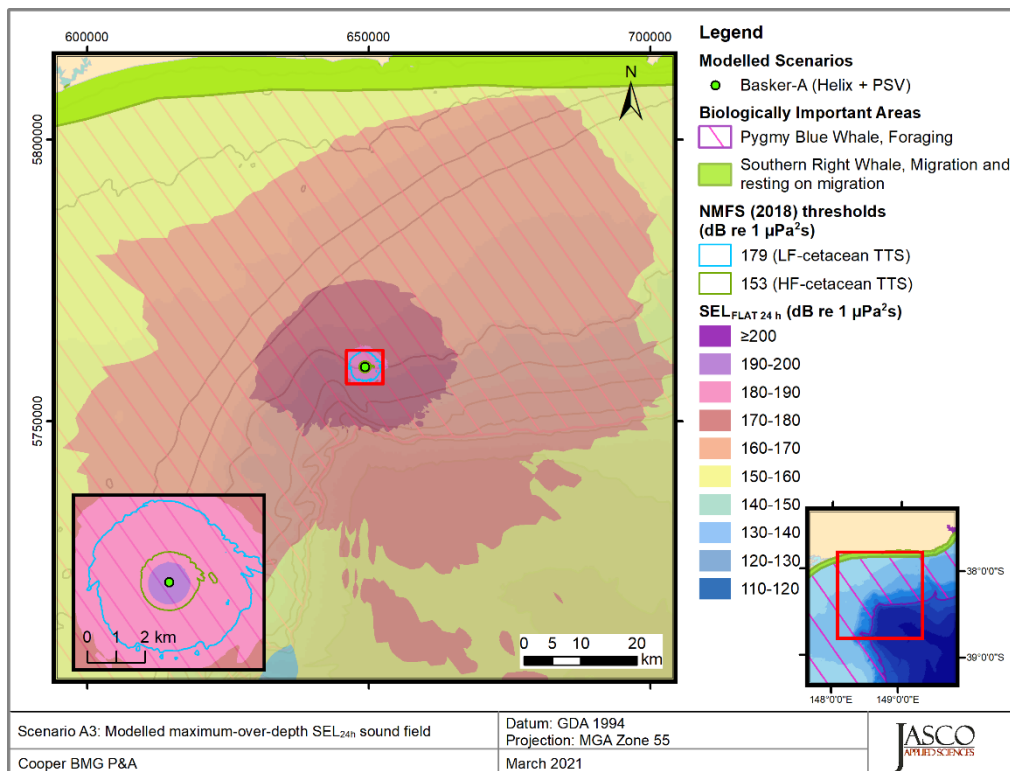 600000
650000
700000
5800000
5750000
N
0 1 2 km
0 5 10 20
km
Legend
Modelled Scenarios
Basker-A (Helix + PSV)
Biologically Important Areas
Pygmy Blue Whale, Foraging
Southern Right Whale, Migration and
resting on migration
NMFS (2018) thresholds
(dB re 1 µPa²s)
179 (LF-cetacean TTS)
153 (HF-cetacean TTS)
SELFLAT 24 h (dB re 1 µPa²s)
≥200
190-200
180-190
170-180
160-170
150-160
140-150
130-140
120-130
110-120
38°0'0"S
39°0'0"S
148°0'0"E
149°0'0"E
Scenario A3: Modelled maximum-over-depth SEL24h sound field
Cooper BMG P&A
Datum: GDA 1994
Projection: MGA Zone 55
March 2021
JASCO
APPLIED SCIENCES